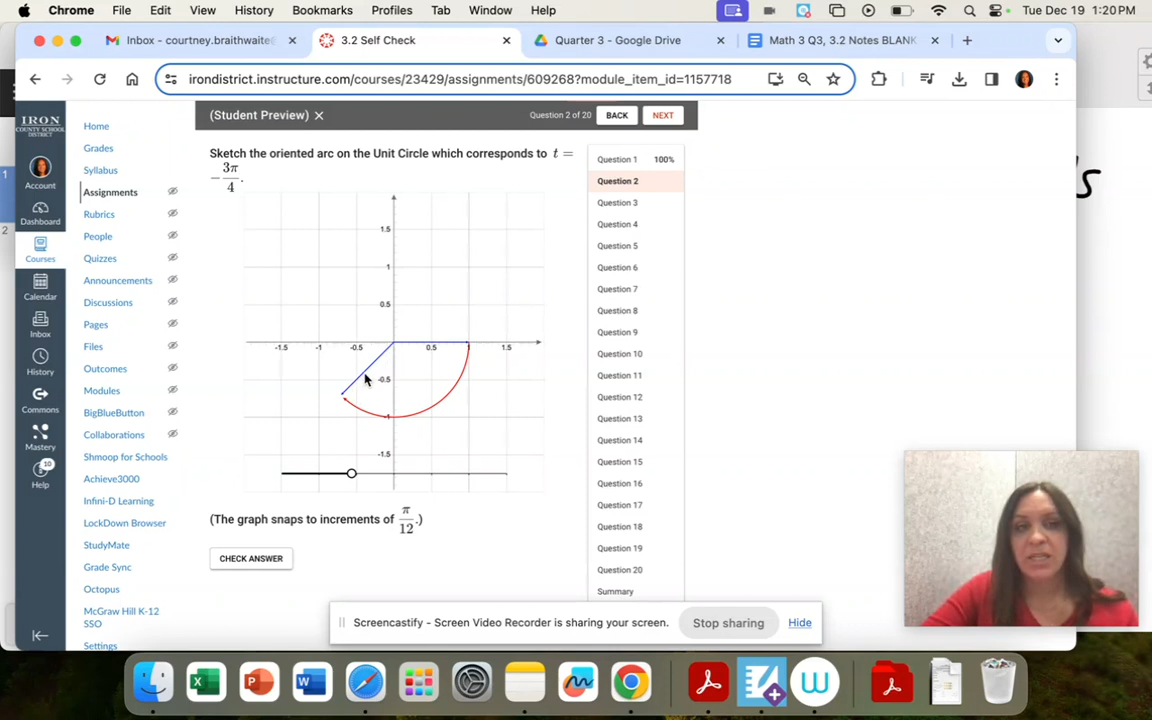 Chrome File Edit View History Bookmarks Profiles Tab Window Help Tue Dec 19 1:20 PM
Inbox - courtney.braithwaite@ 3.2 Self Check Quarter 3 - Google Drive Math 3 Q3, 3.2 Notes BLANK
irondistrict.instructure.com/courses/23429/assignments/609268?module_item_id=1157718
IRON
COUNTY SCHOOL
DISTRICT
Account
Dashboard
Courses
Calendar
Inbox
History
Commons
Mastery
10
Help
1
2
Home
Grades
Syllabus
Assignments
Rubrics
People
Quizzes
Announcements
Discussions
Pages
Files
Outcomes
Modules
BigBlueButton
Collaborations
Shmoop for Schools
Achieve3000
Infini-D Learning
LockDown Browser
StudyMate
Grade Sync
Octopus
McGraw Hill K-12
SSO
Settings
(Student Preview) Question 2 of 20 BACK NEXT
Sketch the oriented arc on the Unit Circle which corresponds to t =
−3π/4.
1.5
1
0.5
-1.5 -1 -0.5 0.5 1 1.5
-0.5
-1
-1.5
(The graph snaps to increments of π/12.)
CHECK ANSWER
Question 1 100%
Question 2
Question 3
Question 4
Question 5
Question 6
Question 7
Question 8
Question 9
Question 10
Question 11
Question 12
Question 13
Question 14
Question 15
Question 16
Question 17
Question 18
Question 19
Question 20
Summary
Screencastify - Screen Video Recorder is sharing your screen. Stop sharing Hide